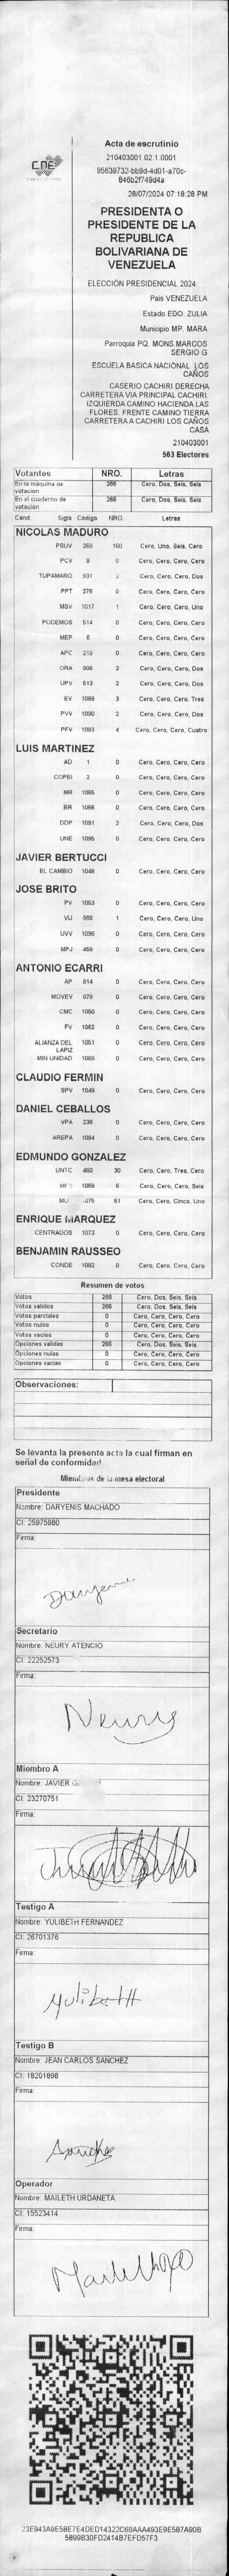 CNE
Acta de escrutinio
210403001.02.1.0001
95639732-bb9d-4d01-a70c-
846b2f749d4a
28/07/2024 07:18:28 PM
PRESIDENTA O
PRESIDENTE DE LA
REPUBLICA
BOLIVARIANA DE
VENEZUELA
ELECCIÓN PRESIDENCIAL 2024
Pais VENEZUELA
Estado EDO. ZULIA
Municipio MP. MARA
Parroquia PQ. MONS.MARCOS
SERGIO G
ESCUELA BASICA NACIONAL LOS
CAÑOS
CASERIO CACHIRI DERECHA
CARRETERA VIA PRINCIPAL CACHIRI.
IZQUIERDA CAMINO HACIENDA LAS
FLORES. FRENTE CAMINO TIERRA
CARRETERA A CACHIRI LOS CAÑOS
CASA
210403001
563 Electores
Votantes NRO. Letras
En la máquina de votación 266 Cero, Dos, Seis, Seis
En el cuaderno de votación 266 Cero, Dos, Seis, Seis
Cand. Sigla Código NRO. Letras
NICOLAS MADURO
PSUV 269 160 Cero, Uno, Seis, Cero
PCV 9 0 Cero, Cero, Cero, Cero
TUPAMARO 931 2 Cero, Cero, Cero, Dos
PPT 276 0 Cero, Cero, Cero, Cero
MSV 1017 1 Cero, Cero, Cero, Uno
PODEMOS 514 0 Cero, Cero, Cero, Cero
MEP 6 0 Cero, Cero, Cero, Cero
APC 219 0 Cero, Cero, Cero, Cero
ORA 906 2 Cero, Cero, Cero, Dos
UPV 613 2 Cero, Cero, Cero, Dos
EV 1089 3 Cero, Cero, Cero, Tres
PVV 1090 2 Cero, Cero, Cero, Dos
PFV 1093 4 Cero, Cero, Cero, Cuatro
LUIS MARTINEZ
AD 1 0 Cero, Cero, Cero, Cero
COPEI 2 0 Cero, Cero, Cero, Cero
MR 1065 0 Cero, Cero, Cero, Cero
BR 1066 0 Cero, Cero, Cero, Cero
DDP 1091 2 Cero, Cero, Cero, Dos
UNE 1095 0 Cero, Cero, Cero, Cero
JAVIER BERTUCCI
EL CAMBIO 1048 0 Cero, Cero, Cero, Cero
JOSE BRITO
PV 1053 0 Cero, Cero, Cero, Cero
VU 868 1 Cero, Cero, Cero, Uno
UVV 1096 0 Cero, Cero, Cero, Cero
MPJ 458 0 Cero, Cero, Cero, Cero
ANTONIO ECARRI
AP 914 0 Cero, Cero, Cero, Cero
MOVEV 878 0 Cero, Cero, Cero, Cero
CMC 1050 0 Cero, Cero, Cero, Cero
FV 1082 0 Cero, Cero, Cero, Cero
ALIANZA DEL LAPIZ 1051 0 Cero, Cero, Cero, Cero
MIN UNIDAD 1069 0 Cero, Cero, Cero, Cero
CLAUDIO FERMIN
SPV 1049 0 Cero, Cero, Cero, Cero
DANIEL CEBALLOS
VPA 236 0 Cero, Cero, Cero, Cero
AREPA 1094 0 Cero, Cero, Cero, Cero
EDMUNDO GONZALEZ
UNTC 460 30 Cero, Cero, Tres, Cero
1069 6 Cero, Cero, Cero, Seis
51 Cero, Cero, Cinco, Uno
ENRIQUE MARQUEZ
CENTRADOS 1073 0 Cero, Cero, Cero, Cero
BENJAMIN RAUSSEO
CONDE 1092 0 Cero, Cero, Cero, Cero
Resumen de votos
Votos 266 Cero, Dos, Seis, Seis
Votos validos 266 Cero, Dos, Seis, Seis
Votos parciales 0 Cero, Cero, Cero, Cero
Votos nulos 0 Cero, Cero, Cero, Cero
Votos vacios 0 Cero, Cero, Cero, Cero
Opciones validas 266 Cero, Dos, Seis, Seis
Opciones nulas 0 Cero, Cero, Cero, Cero
Opciones vacias 0 Cero, Cero, Cero, Cero
Observaciones:
Se levanta la presente acta la cual firman en
señal de conformidad
Miembros de la mesa electoral
Presidente
Nombre: DARYENIS MACHADO
CI: 25975980
Firma:
Secretario
Nombre: NEURY ATENCIO
CI: 22252573
Firma:
Neury
Miembro A
Nombre: JAVIER
CI: 23270751
Firma:
Testigo A
Nombre: YULIBETH FERNANDEZ
CI: 26701376
Firma:
Yulibeth
Testigo B
Nombre: JEAN CARLOS SANCHEZ
CI: 18201898
Firma:
Sanchez
Operador
Nombre: MAILETH URDANETA
CI: 15523414
Firma:
23E943A9E5BE7E4DED14322C60AAA493E9E587A90B
5899B30FD2414B7EFD57F3